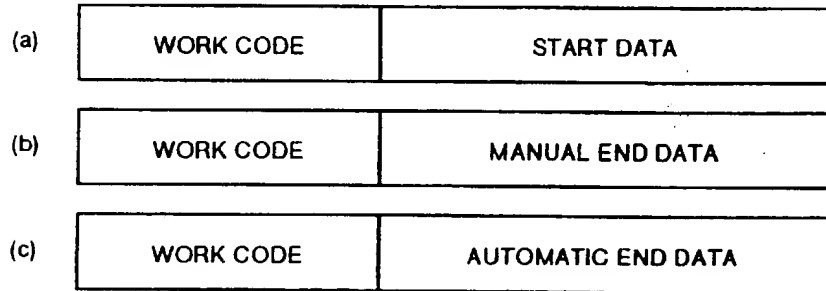 (a) WORK CODE START DATA
(b) WORK CODE MANUAL END DATA
(c) WORK CODE AUTOMATIC END DATA